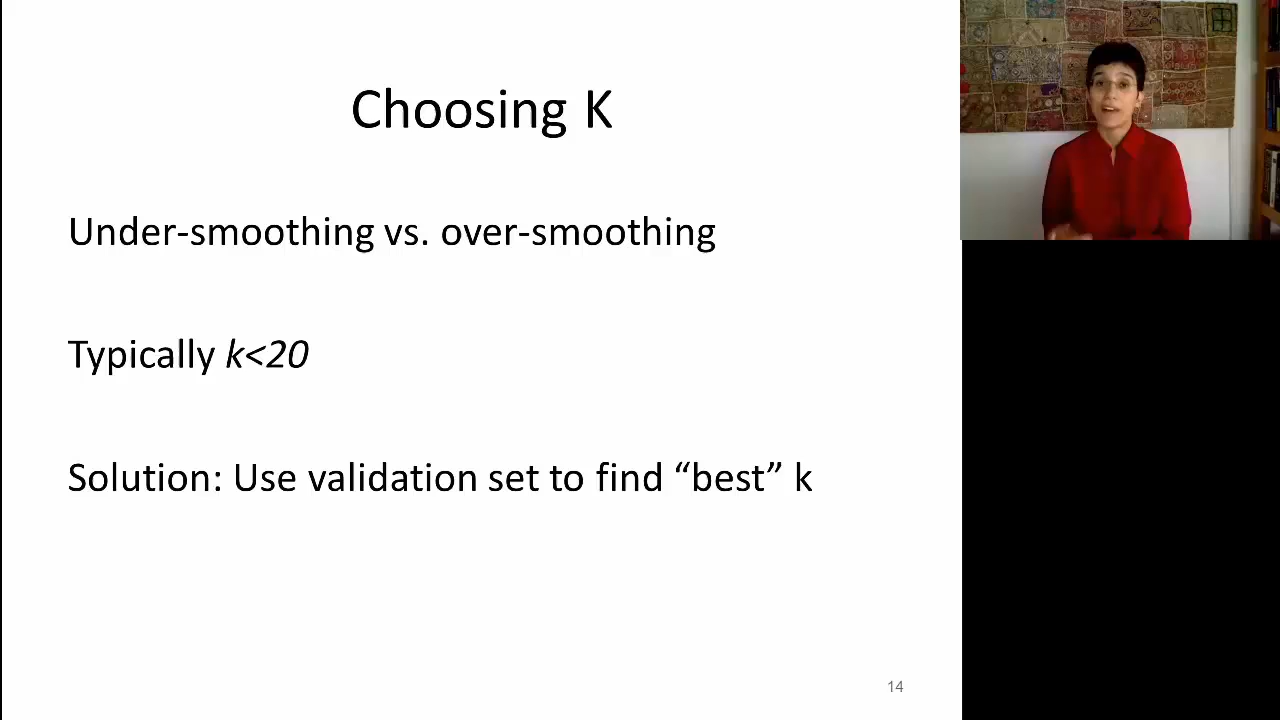 Choosing K
Under-smoothing vs. over-smoothing
Typically k<20
Solution: Use validation set to find “best” k
14